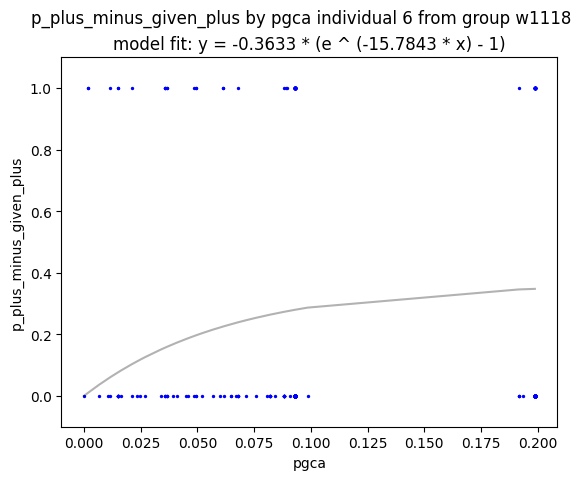 p_plus_minus_given_plus by pgca individual 6 from group w1118
model fit: y = -0.3633 * (e ^ (-15.7843 * x) - 1)
1.0
0.8
0.6
0.4
0.2
0.0
p_plus_minus_given_plus
0.000 0.025 0.050 0.075 0.100 0.125 0.150 0.175 0.200
pgca